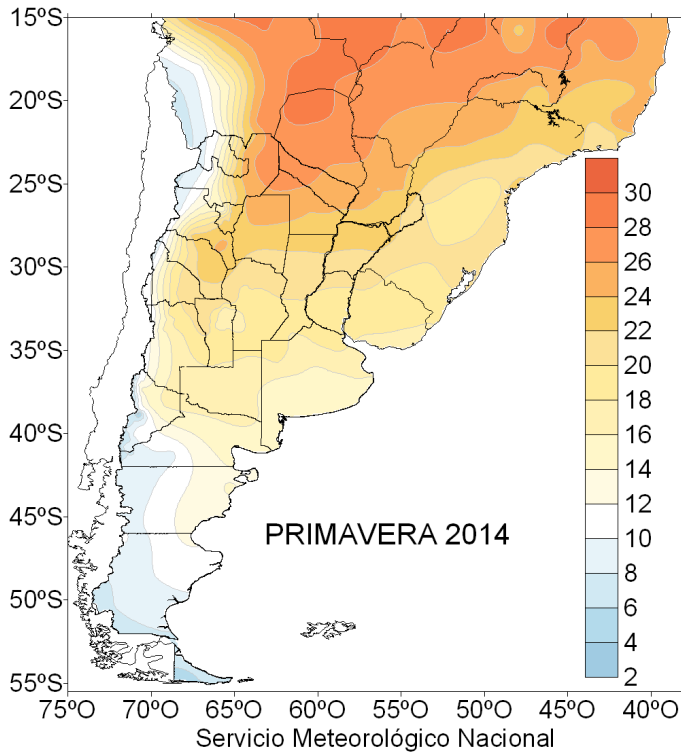 15ºS
20ºS
25ºS
30ºS
35ºS
40ºS
45ºS
50ºS
55ºS
30
28
26
24
22
20
18
16
14
12
10
8
6
4
2
PRIMAVERA 2014
75ºO 70ºO 65ºO 60ºO 55ºO 50ºO 45ºO 40ºO
Servicio Meteorológico Nacional